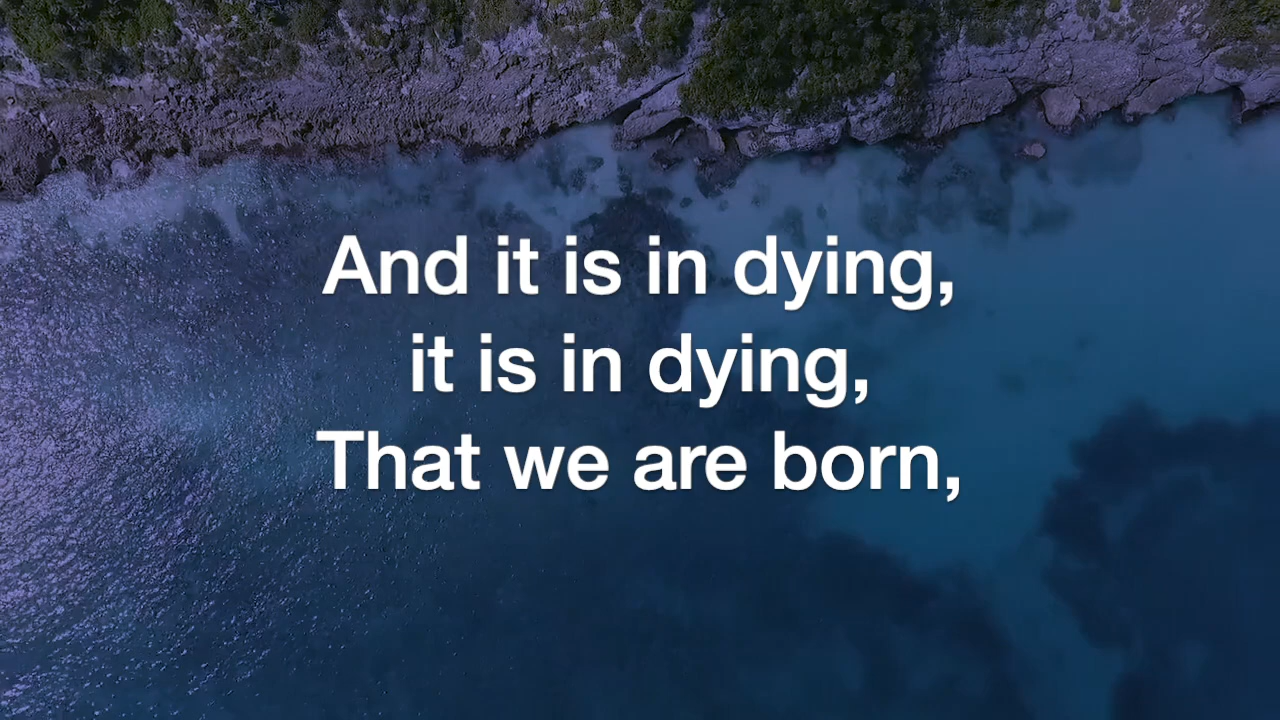 And it is in dying,
it is in dying,
That we are born,